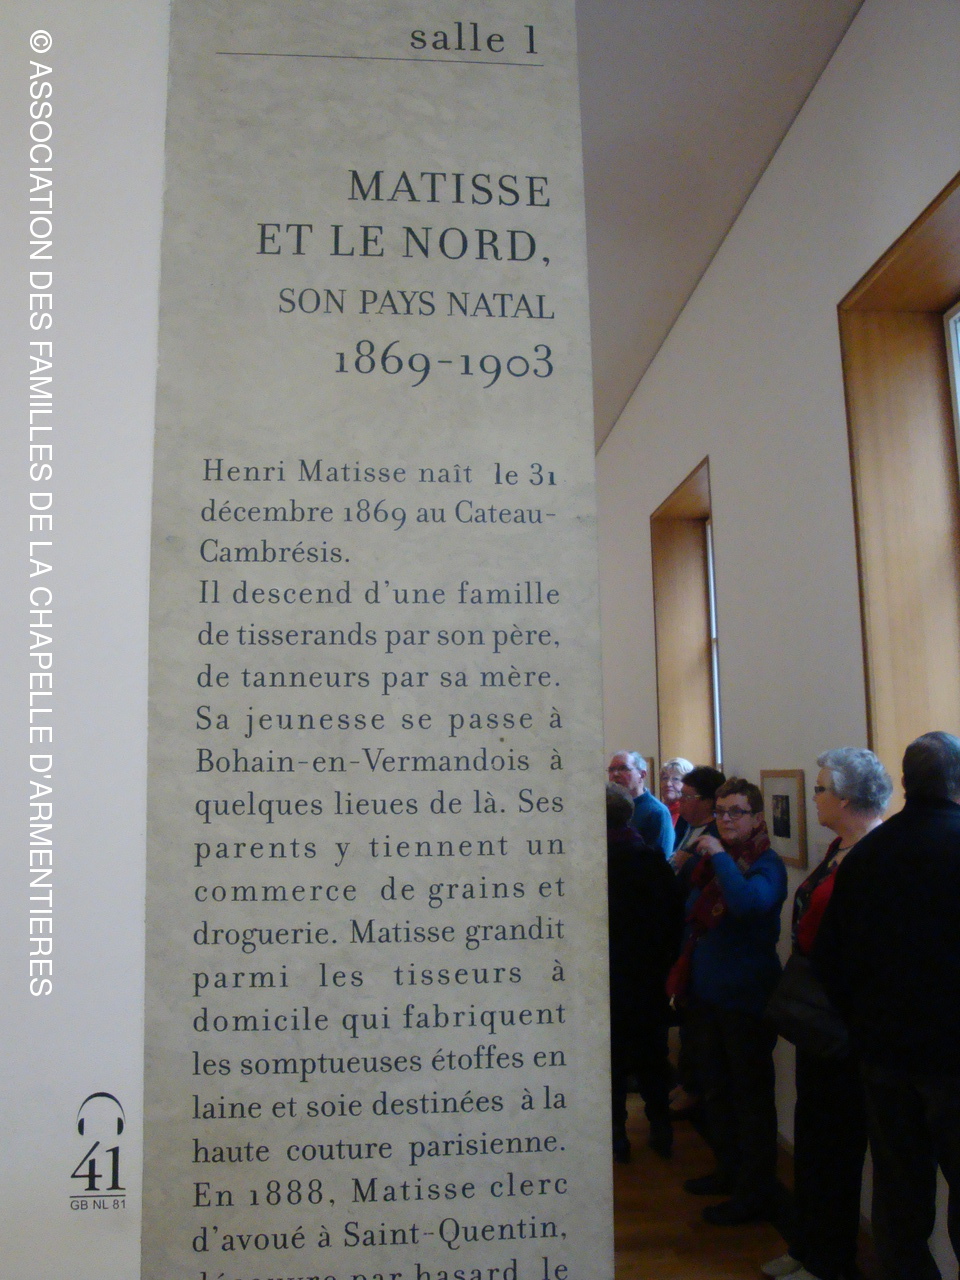 © ASSOCIATION DES FAMILLES DE LA CHAPELLE D'ARMENTIERES
salle 1
MATISSE
ET LE NORD,
SON PAYS NATAL
1869-1903
Henri Matisse naît le 31
décembre 1869 au Cateau-
Cambrésis.
Il descend d'une famille
de tisserands par son père,
de tanneurs par sa mère.
Sa jeunesse se passe à
Bohain-en-Vermandois à
quelques lieues de là. Ses
parents y tiennent un
commerce de grains et
droguerie. Matisse grandit
parmi les tisseurs à
domicile qui fabriquent
les somptueuses étoffes en
laine et soie destinées à la
haute couture parisienne.
En 1888, Matisse clerc
d'avoué à Saint-Quentin,
découvre par hasard le
41
GB NL 81